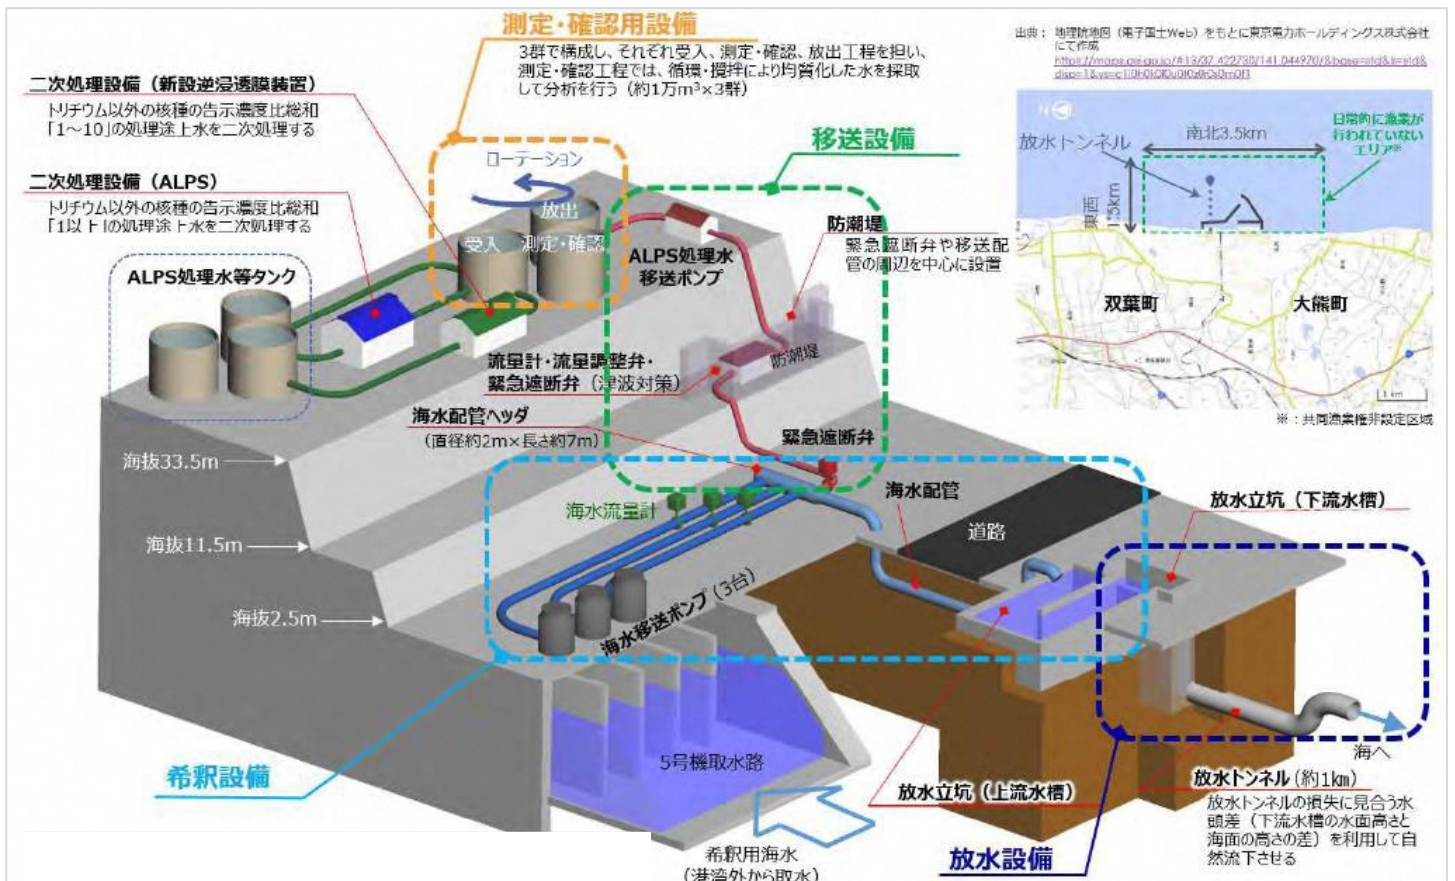 測定・確認用設備
3群で構成し、それぞれ受入、測定・確認、放出工程を担い、
測定・確認工程では、循環・攪拌により均質化した水を採取
して分析を行う（約1万m³×3群）
出典： 地理院地図（電子国土Web）をもとに東京電力ホールディングス株式会社
にて作成
二次処理設備（新設逆浸透膜装置）
トリチウム以外の核種の告示濃度比総和
「1～10」の処理途上水を二次処理する
二次処理設備（ALPS）
トリチウム以外の核種の告示濃度比総和
「1以上」の処理途上水を二次処理する
ALPS処理水等タンク
ローテーション
放出
受入
測定・確認
移送設備
ALPS処理水
移送ポンプ
防潮堤
緊急遮断弁や移送配
管の周辺を中心に設置
防潮堤
流量計・流量調整弁・
緊急遮断弁（津波対策）
海水配管ヘッダ
（直径約2m×長さ約7m）
緊急遮断弁
N
南北3.5km
日常的に漁業が
行われていない
エリア※
放水トンネル
東西
1.5km
双葉町
大熊町
1 km
※：共同漁業権非設定区域
海抜33.5m
海抜11.5m
海抜2.5m
海水流量計
海水配管
道路
放水立坑（下流水槽）
海水移送ポンプ（3台）
5号機取水路
希釈設備
放水立坑（上流水槽）
海へ
放水トンネル（約1km）
放水トンネルの損失に見合う水
頭差（下流水槽の水面高さと
海面の高さの差）を利用して自
然流下させる
放水設備
希釈用海水
（港湾外から取水）